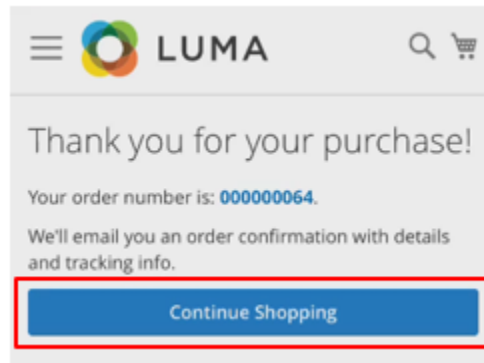 LUMA
Thank you for your purchase!
Your order number is: 000000064.
We'll email you an order confirmation with details
and tracking info.
Continue Shopping